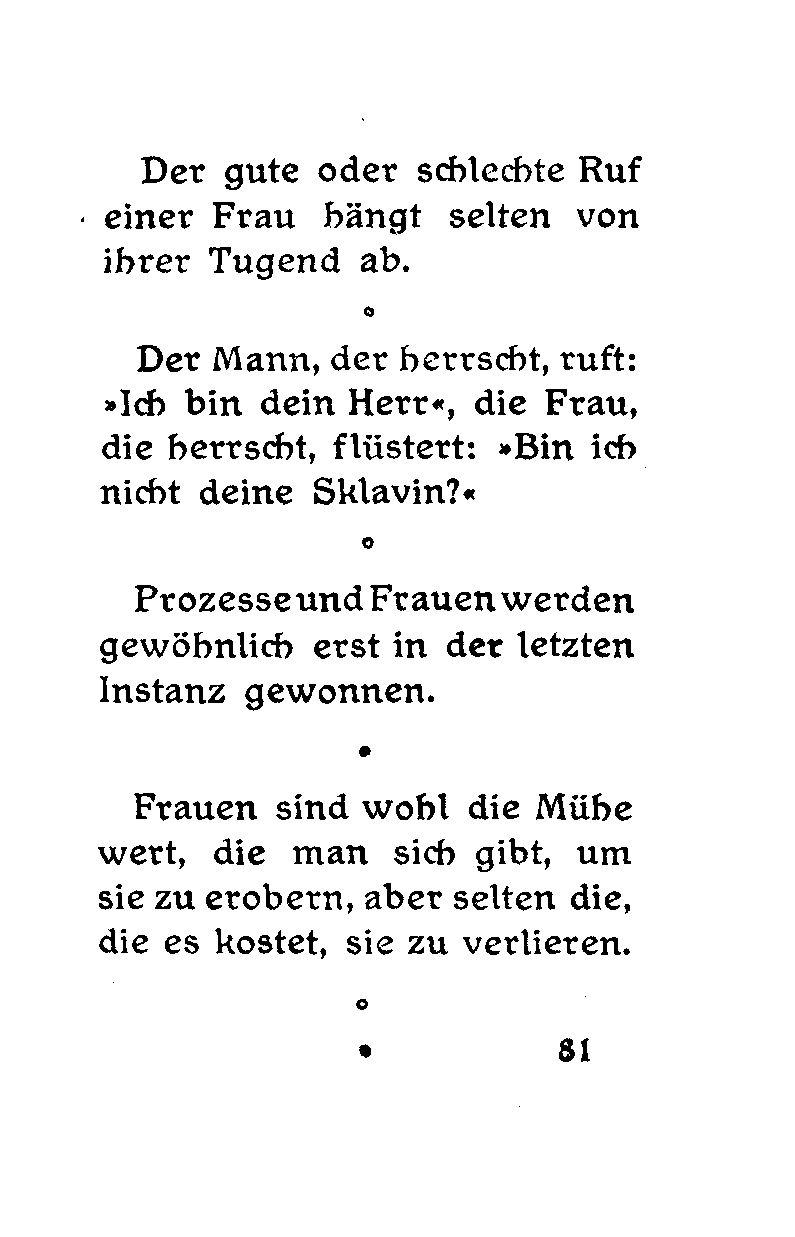 Der gute oder schlechte Ruf
einer Frau hängt selten von
ihrer Tugend ab.
Der Mann, der herrscht, ruft:
»Ich bin dein Herr«, die Frau,
die herrscht, flüstert: »Bin ich
nicht deine Sklavin?«
Prozesse und Frauen werden
gewöhnlich erst in der letzten
Instanz gewonnen.
Frauen sind wohl die Mühe
wert, die man sich gibt, um
sie zu erobern, aber selten die,
die es kostet, sie zu verlieren.
81